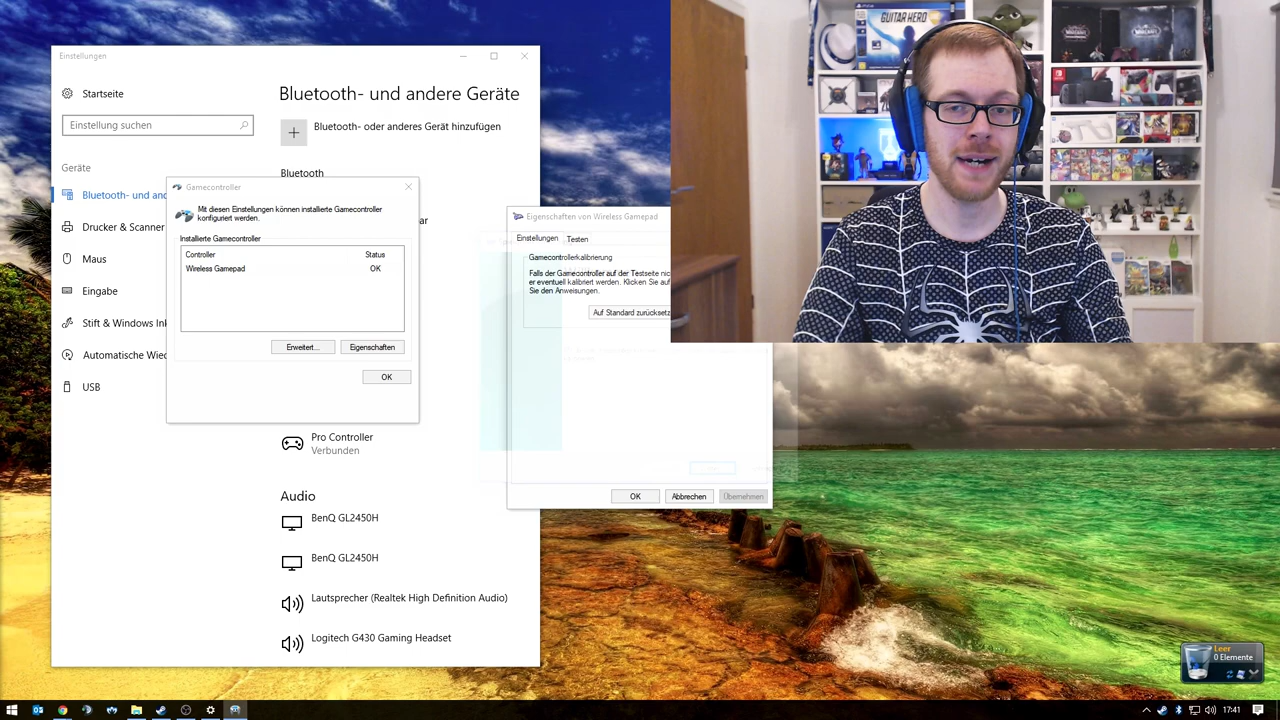 Einstellungen
Startseite
Einstellung suchen
Geräte
Bluetooth- und and
Drucker & Scanner
Maus
Eingabe
Stift & Windows Ink
Automatische Wied
USB
Bluetooth- und andere Geräte
Bluetooth- oder anderes Gerät hinzufügen
Bluetooth
ar
Gamecontroller
Mit diesen Einstellungen können installierte Gamecontroller
konfiguriert werden.
Installierte Gamecontroller
Controller Status
Wireless Gamepad OK
Erweitert... Eigenschaften
OK
Pro Controller
Verbunden
Audio
BenQ GL2450H
BenQ GL2450H
Lautsprecher (Realtek High Definition Audio)
Logitech G430 Gaming Headset
Eigenschaften von Wireless Gamepad
Einstellungen Testen
Gamecontrollerkalibrierung
Falls der Gamecontroller auf der Testseite nic
er eventuell kalibriert werden. Klicken Sie auf
Sie den Anweisungen.
Auf Standard zurücksetz
OK Abbrechen Übernehmen
GUITAR HERO
Leer
0 Elemente
17:41